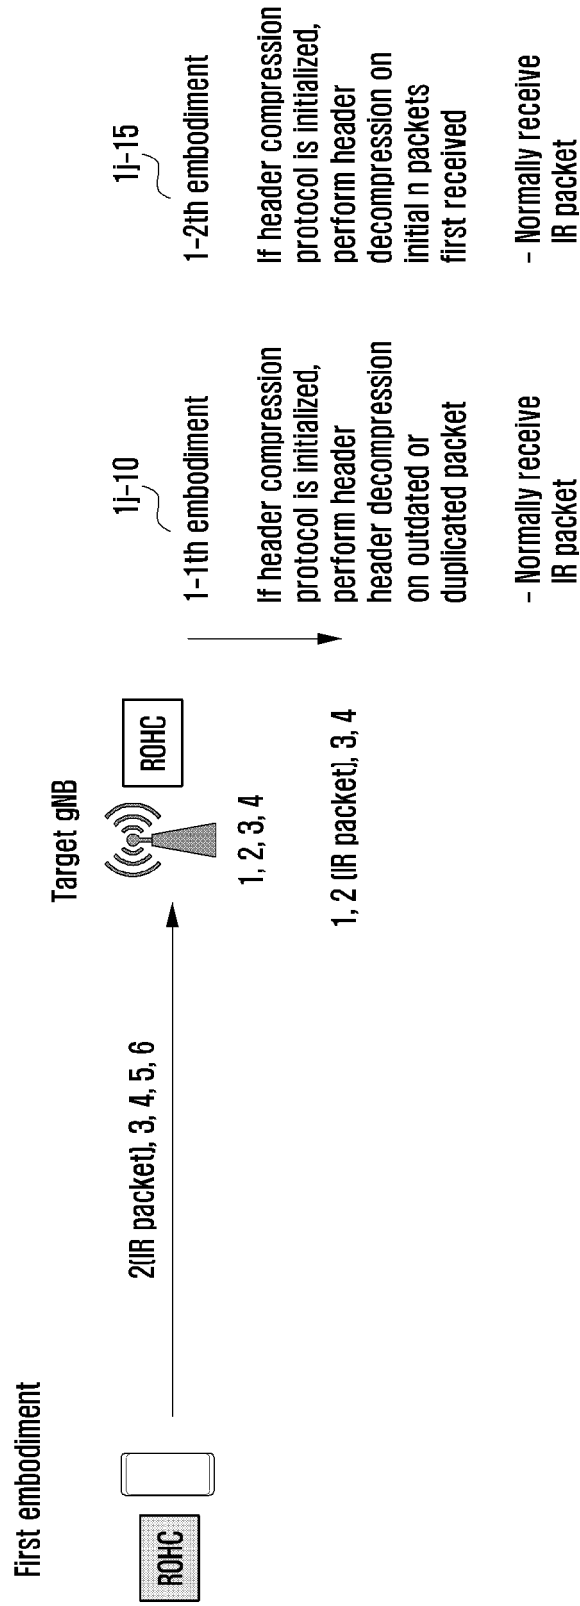 First embodiment
ROHC
2(IR packet), 3, 4, 5, 6
Target gNB
ROHC
1, 2, 3, 4
1, 2 (IR packet), 3, 4
1j-10
1-1th embodiment
If header compression
protocol is initialized,
perform header
header decompression
on outdated or
duplicated packet
- Normally receive
IR packet
1j-15
1-2th embodiment
If header compression
protocol is initialized,
perform header
decompression on
initial n packets
first received
- Normally receive
IR packet